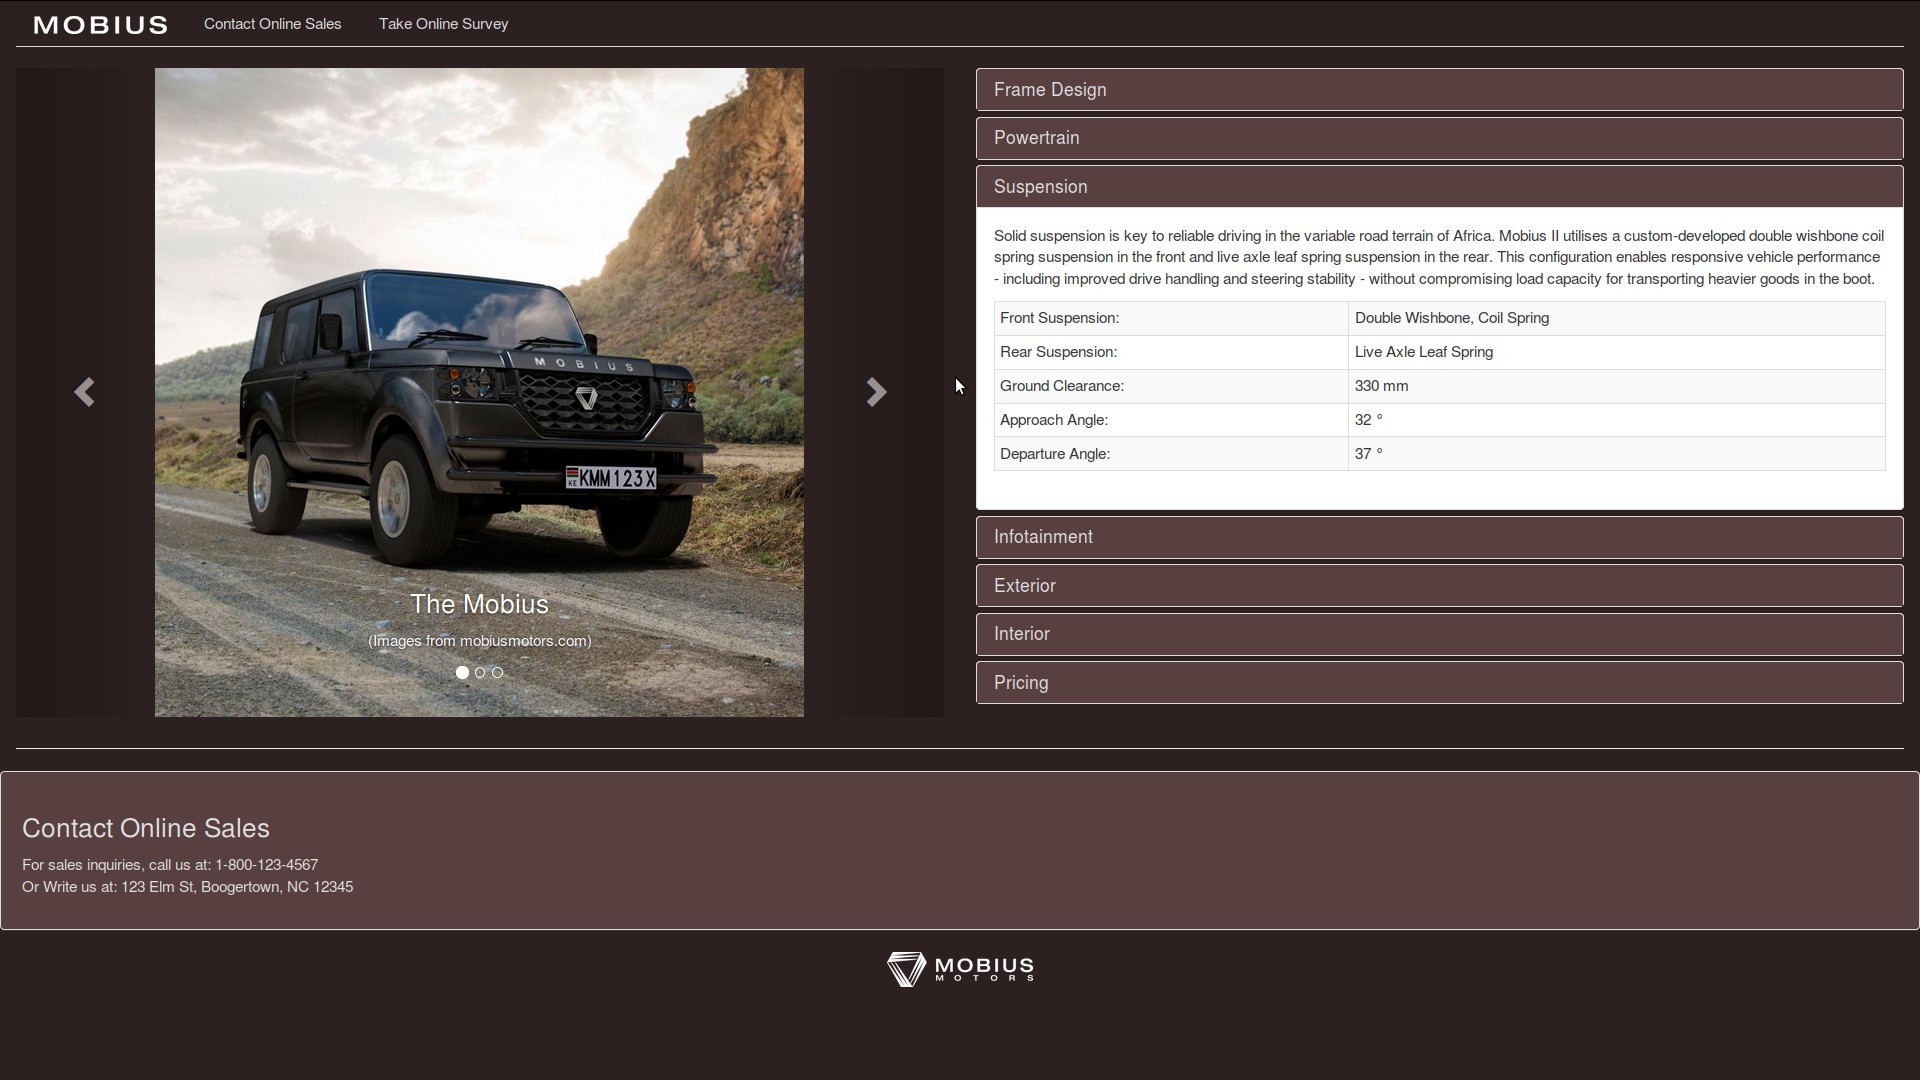 MOBIUS
Contact Online Sales
Take Online Survey
MOBIUS
KE KMM 123X
The Mobius
(Images from mobiusmotors.com)
Frame Design
Powertrain
Suspension
Solid suspension is key to reliable driving in the variable road terrain of Africa. Mobius II utilises a custom-developed double wishbone coil
spring suspension in the front and live axle leaf spring suspension in the rear. This configuration enables responsive vehicle performance
- including improved drive handling and steering stability - without compromising load capacity for transporting heavier goods in the boot.
Front Suspension: Double Wishbone, Coil Spring
Rear Suspension: Live Axle Leaf Spring
Ground Clearance: 330 mm
Approach Angle: 32 °
Departure Angle: 37 °
Infotainment
Exterior
Interior
Pricing
Contact Online Sales
For sales inquiries, call us at: 1-800-123-4567
Or Write us at: 123 Elm St, Boogertown, NC 12345
MOBIUS
MOTORS